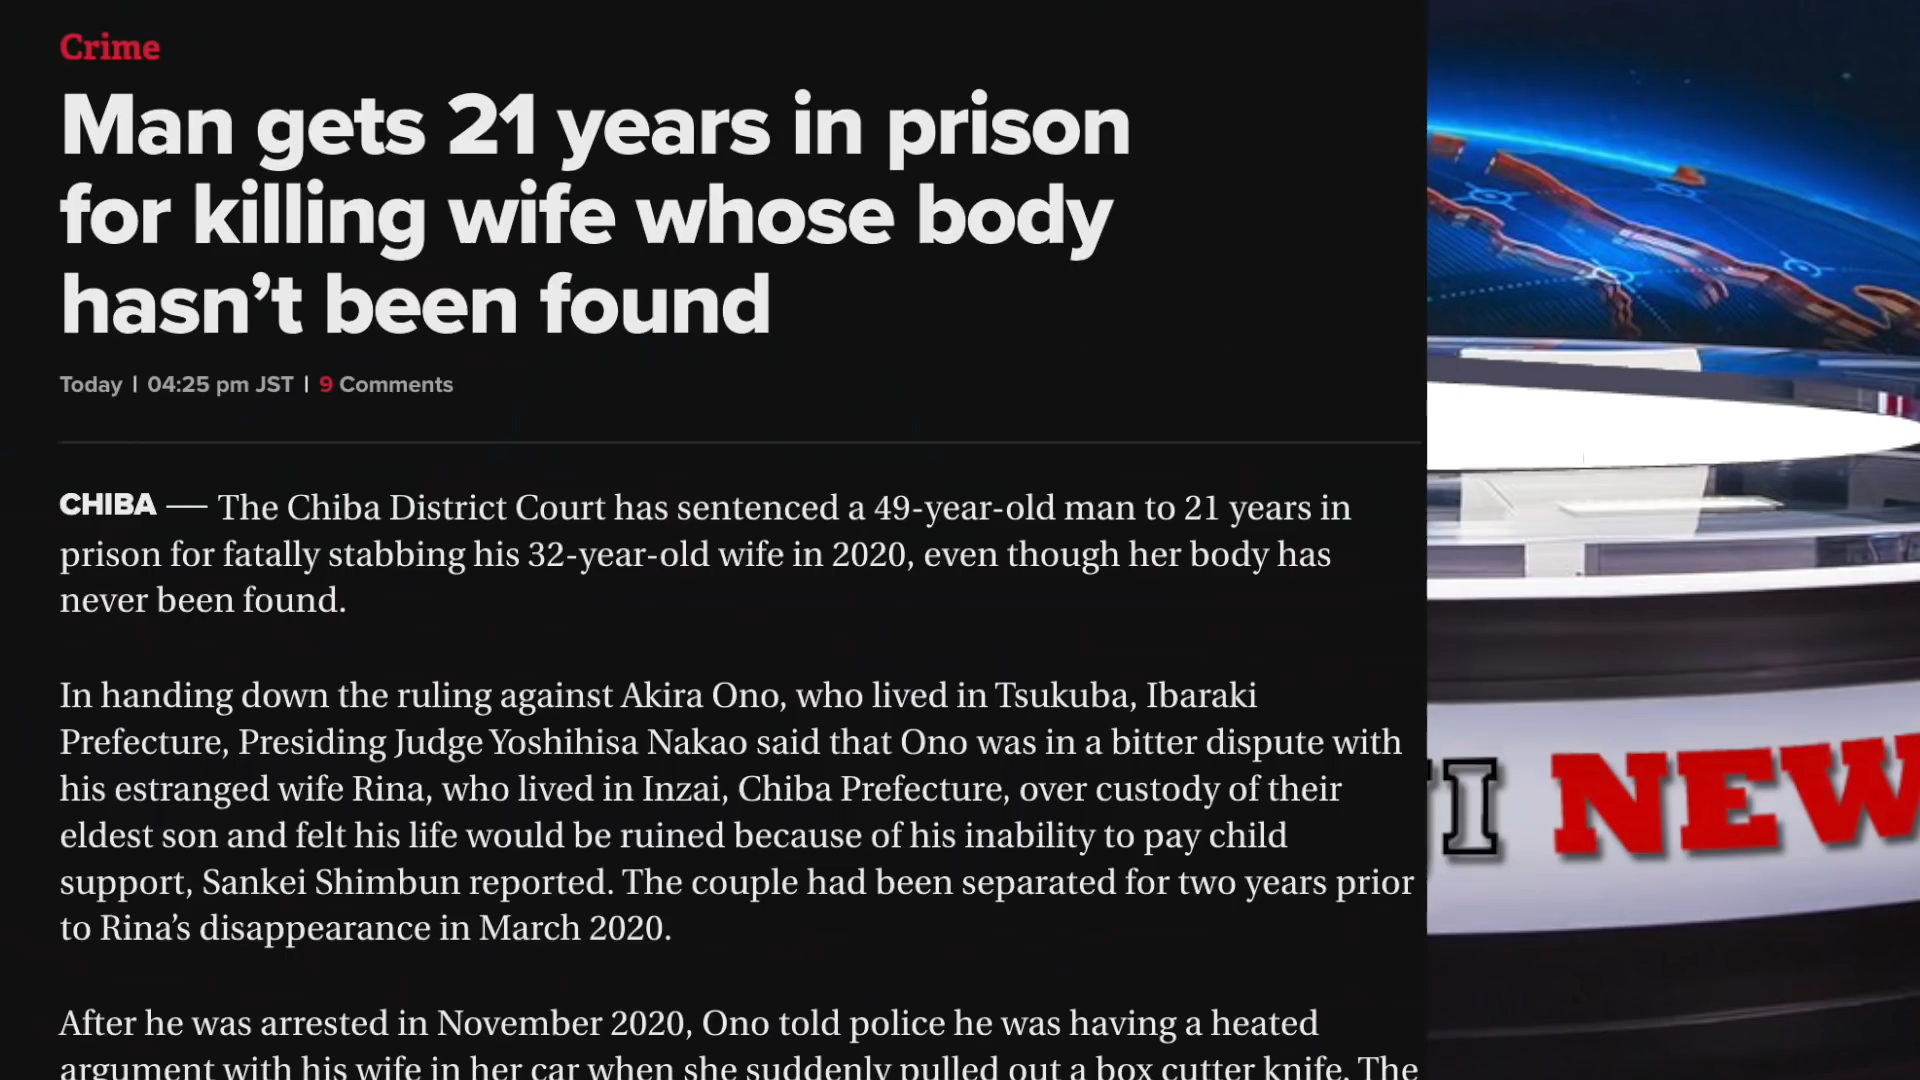 Crime
Man gets 21 years in prison
for killing wife whose body
hasn’t been found
Today | 04:25 pm JST | 9 Comments
CHIBA — The Chiba District Court has sentenced a 49-year-old man to 21 years in
prison for fatally stabbing his 32-year-old wife in 2020, even though her body has
never been found.
In handing down the ruling against Akira Ono, who lived in Tsukuba, Ibaraki
Prefecture, Presiding Judge Yoshihisa Nakao said that Ono was in a bitter dispute with
his estranged wife Rina, who lived in Inzai, Chiba Prefecture, over custody of their
eldest son and felt his life would be ruined because of his inability to pay child
support, Sankei Shimbun reported. The couple had been separated for two years prior
to Rina’s disappearance in March 2020.
After he was arrested in November 2020, Ono told police he was having a heated
argument with his wife in her car when she suddenly pulled out a box cutter knife. The
NEW